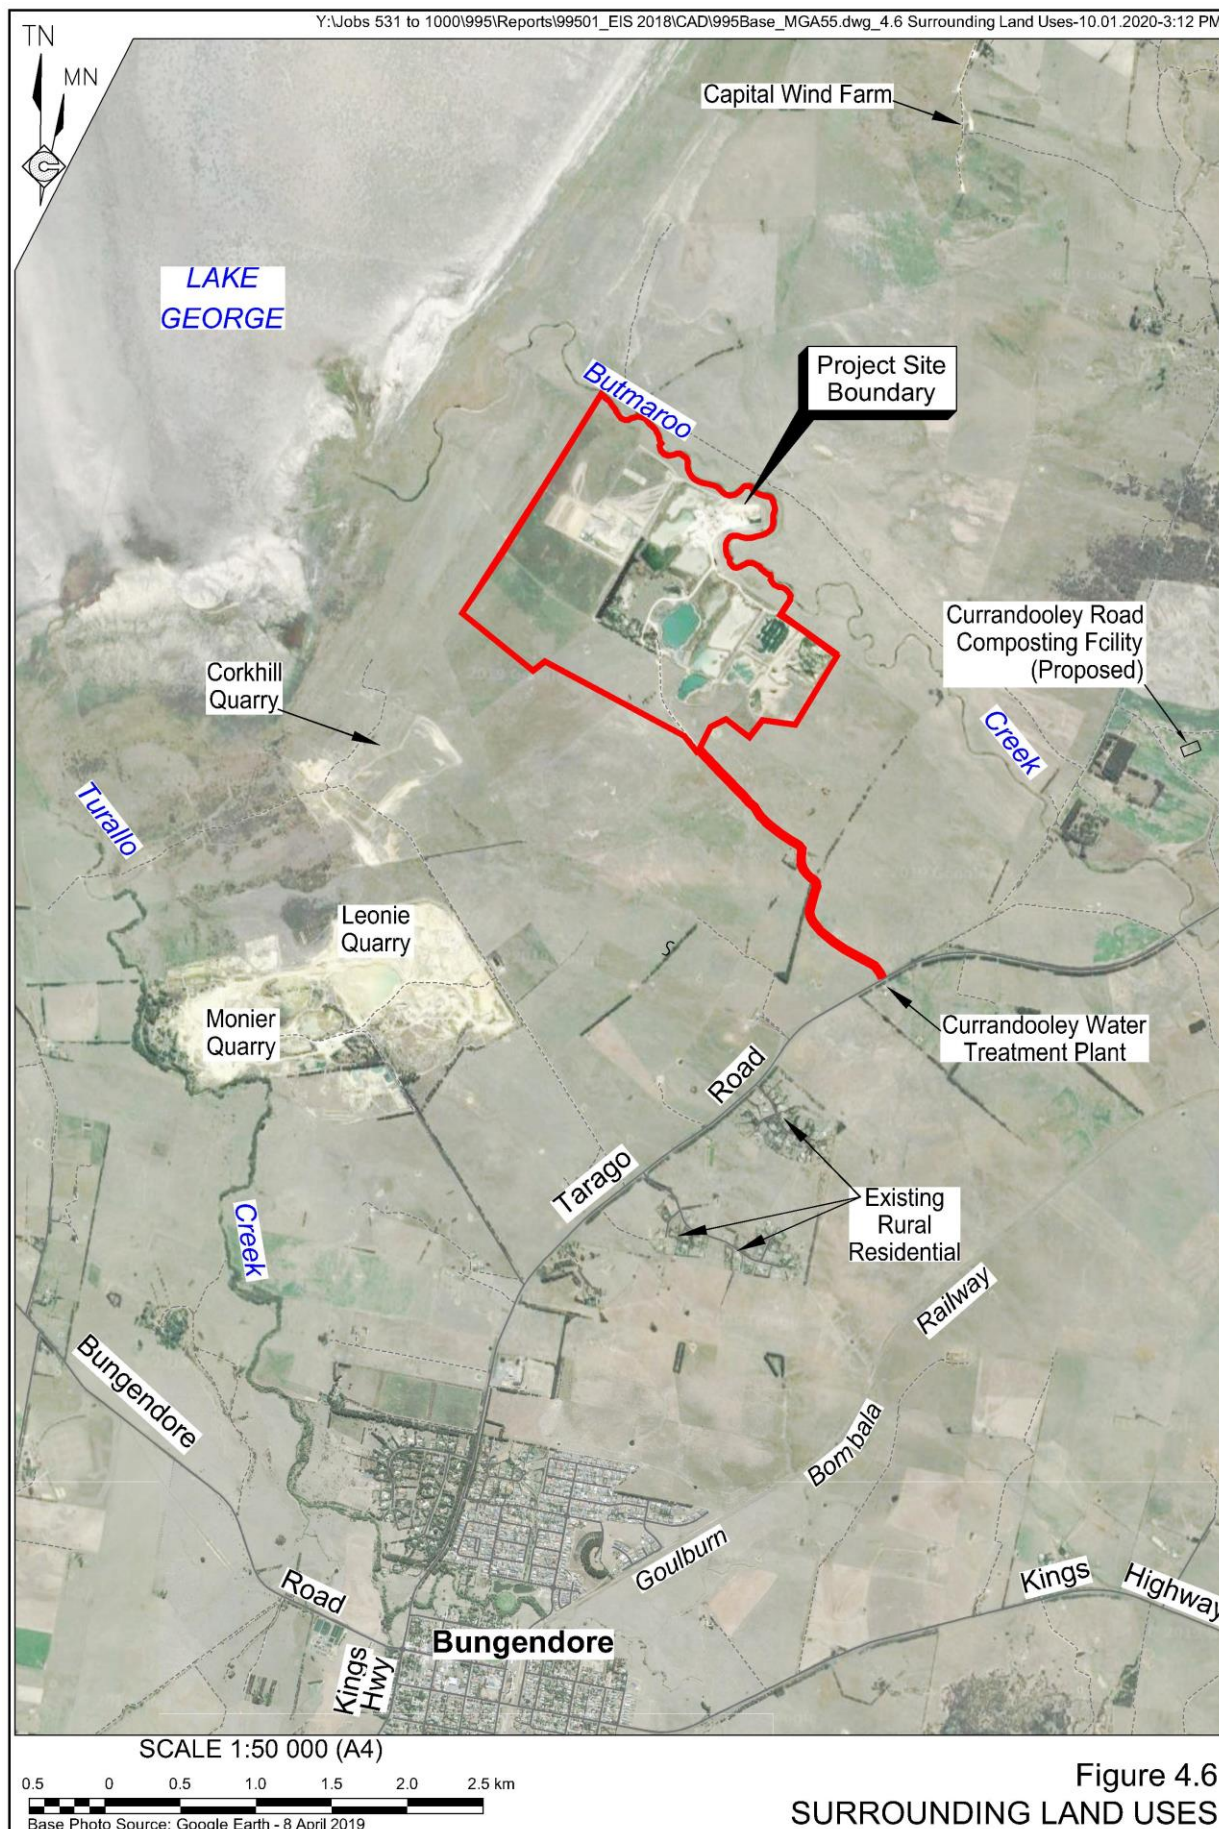 Y:\Jobs 531 to 1000\995\Reports\99501_EIS 2018\CAD\995Base_MGA55.dwg_4.6 Surrounding Land Uses-10.01.2020-3:12 PM
TN
MN
Capital Wind Farm
LAKE
GEORGE
Project Site
Boundary
Butmaroo
Currandooley Road
Composting Fcility
(Proposed)
Corkhill
Quarry
Creek
Turallo
Leonie
Quarry
S
Monier
Quarry
Currandooley Water
Treatment Plant
Road
Tarago
Existing
Rural
Residential
Creek
Railway
Bungendore
Bombala
Goulburn
Kings
Highway
Road
Bungendore
Kings
Hwy
SCALE 1:50 000 (A4)
0.5 0 0.5 1.0 1.5 2.0 2.5 km
Base Photo Source: Google Earth - 8 April 2019
Figure 4.6
SURROUNDING LAND USES